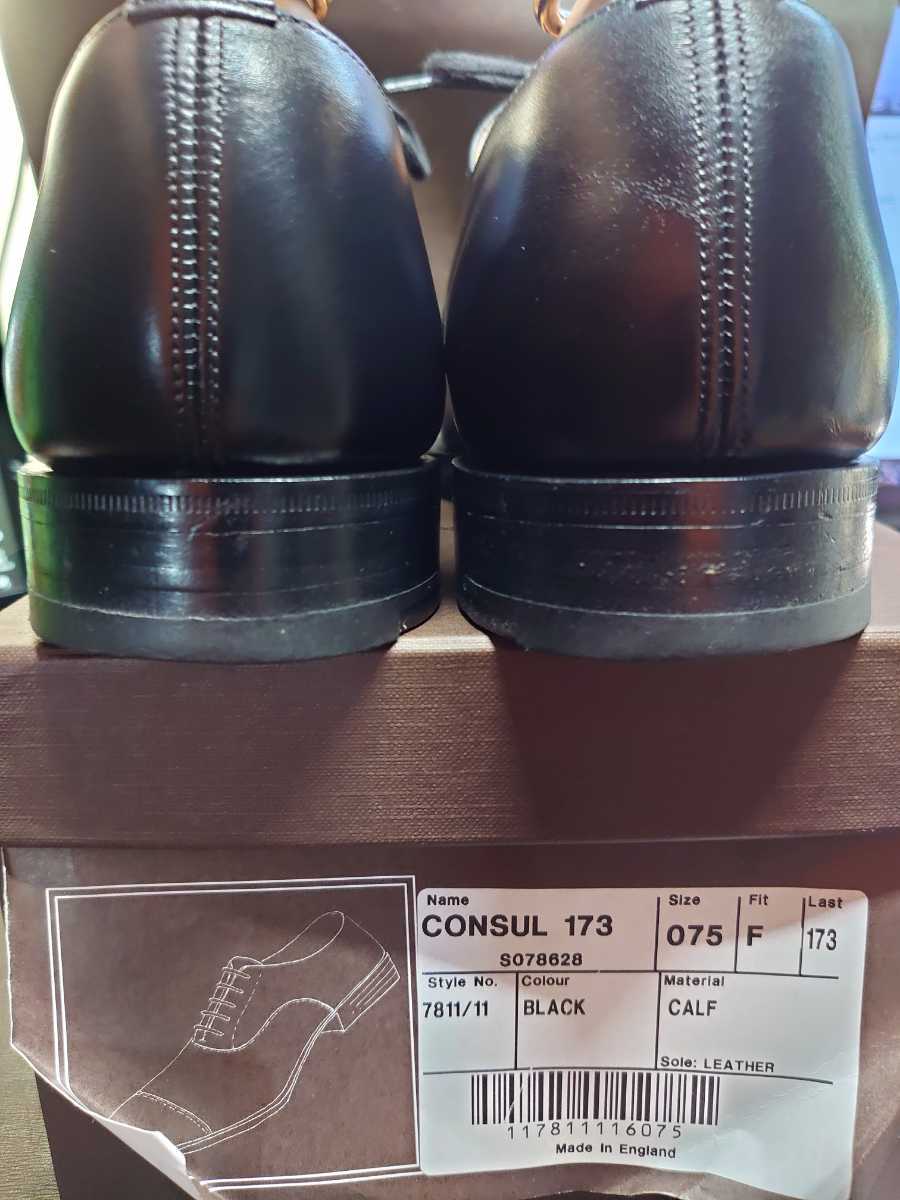 Name Size Fit Last
CONSUL 173 075 F 173
S078628
Style No. Colour Material
7811/11 BLACK CALF
Sole: LEATHER
117811116075
Made In England